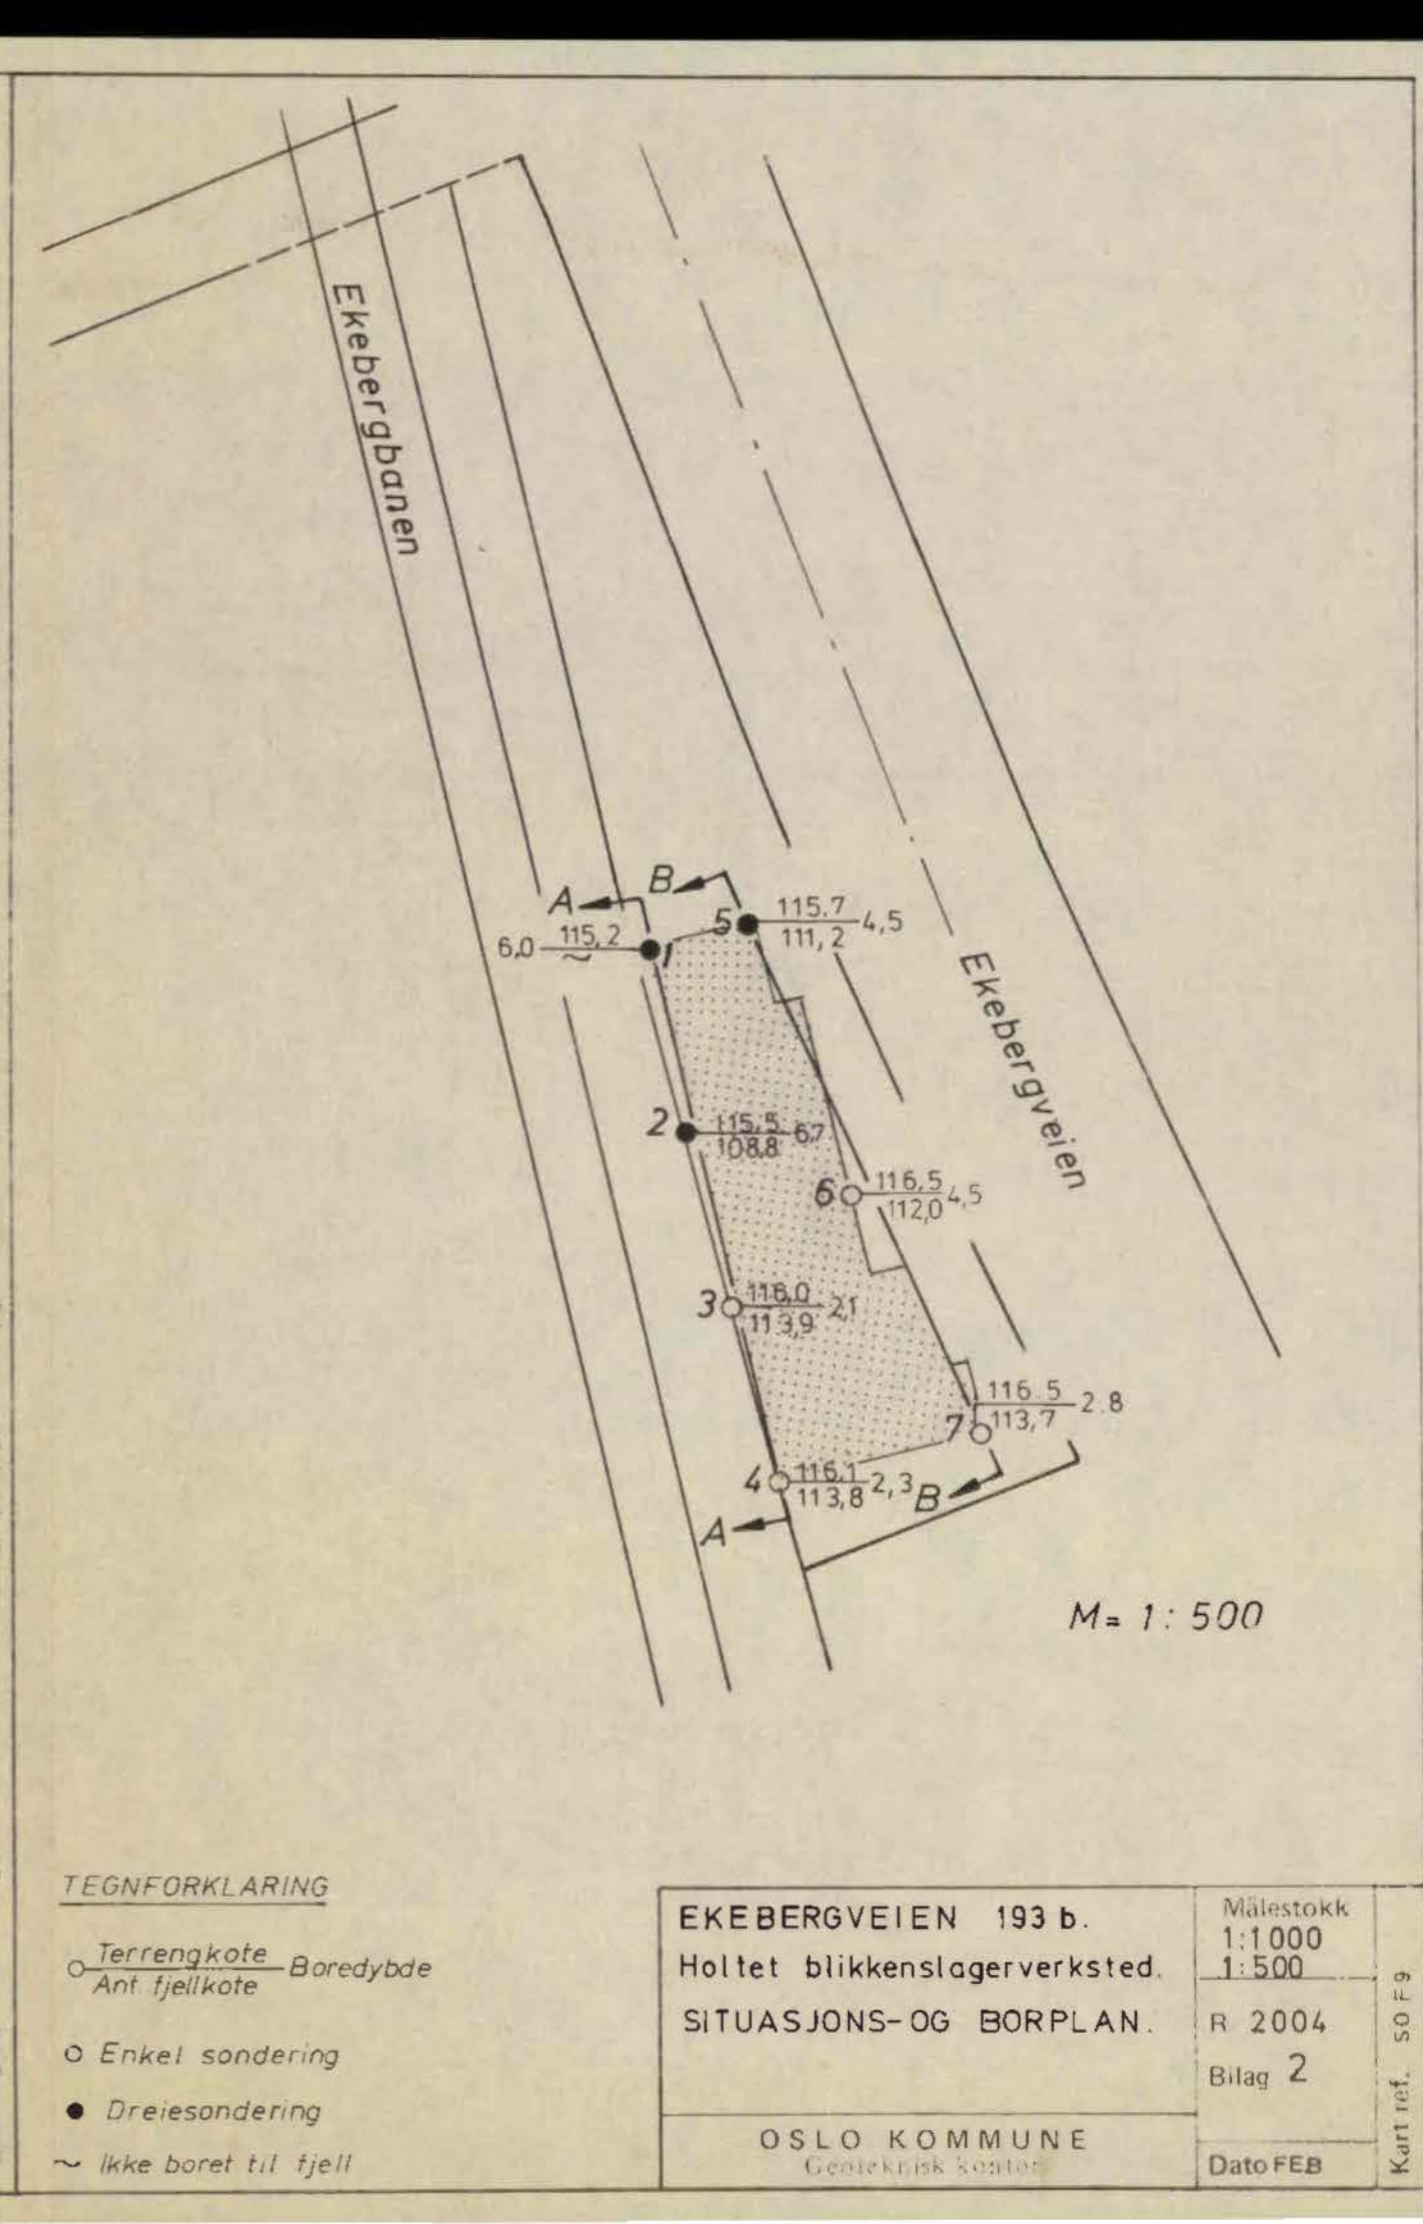 Ekebergbanen
B
A
5
115.7
4,5
111,2
6,0
115,2
~
1
Ekebergveien
2
115,5
6,7
108,8
6
116,5
4,5
112,0
3
116,0
2,1
113,9
116.5
2.8
7
113,7
4
116,1
2,3
113,8
B
A
M= 1: 500
TEGNFORKLARING
Terrengkote
Boredybde
Ant. fjellkote
Enkel sondering
Dreiesondering
~ Ikke boret til fjell
EKEBERGVEIEN 193 b.
Holtet blikkenslagerverksted.
SITUASJONS-OG BORPLAN.
OSLO KOMMUNE
Geoteknisk kontor
Målestokk
1:1000
1:500
R 2004
Bilag 2
Dato FEB
Kart ref. SO F9